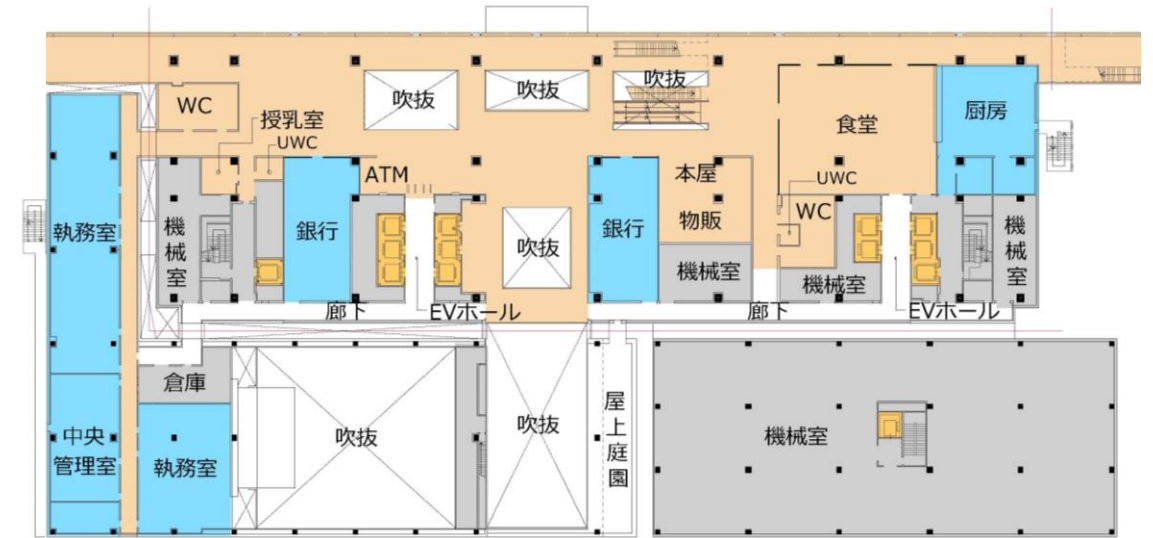 吹抜
吹抜
吹抜
WC
授乳室
UWC
厨房
食堂
ATM
本屋
物販
UWC
WC
執務室
機械室
銀行
吹抜
銀行
機械室
機械室
機械室
廊下
EVホール
廊下
EVホール
倉庫
中央
管理室
執務室
吹抜
吹抜
屋上庭園
機械室